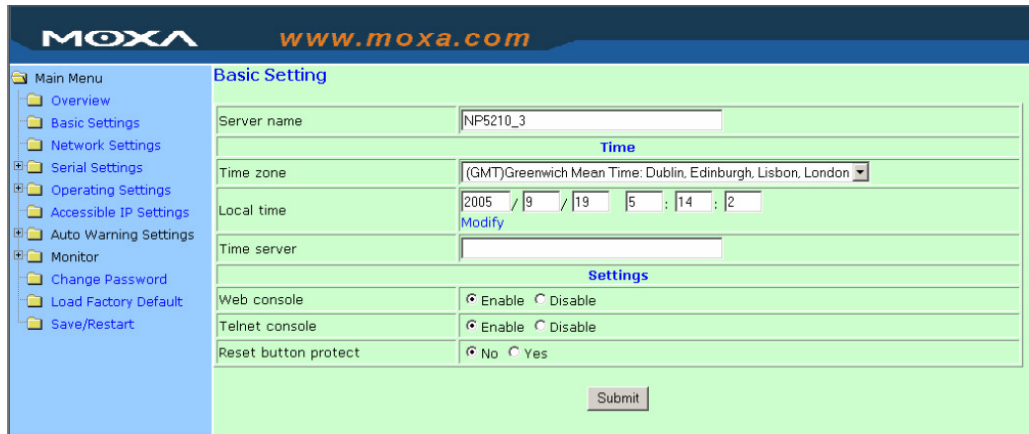 MOXA www.moxa.com
Main Menu
Overview
Basic Settings
Network Settings
Serial Settings
Operating Settings
Accessible IP Settings
Auto Warning Settings
Monitor
Change Password
Load Factory Default
Save/Restart
Basic Setting
Server name NP5210_3
Time
Time zone (GMT)Greenwich Mean Time: Dublin, Edinburgh, Lisbon, London
Local time 2005 / 9 / 19 5 : 14 : 2
Modify
Time server
Settings
Web console Enable Disable
Telnet console Enable Disable
Reset button protect No Yes
Submit